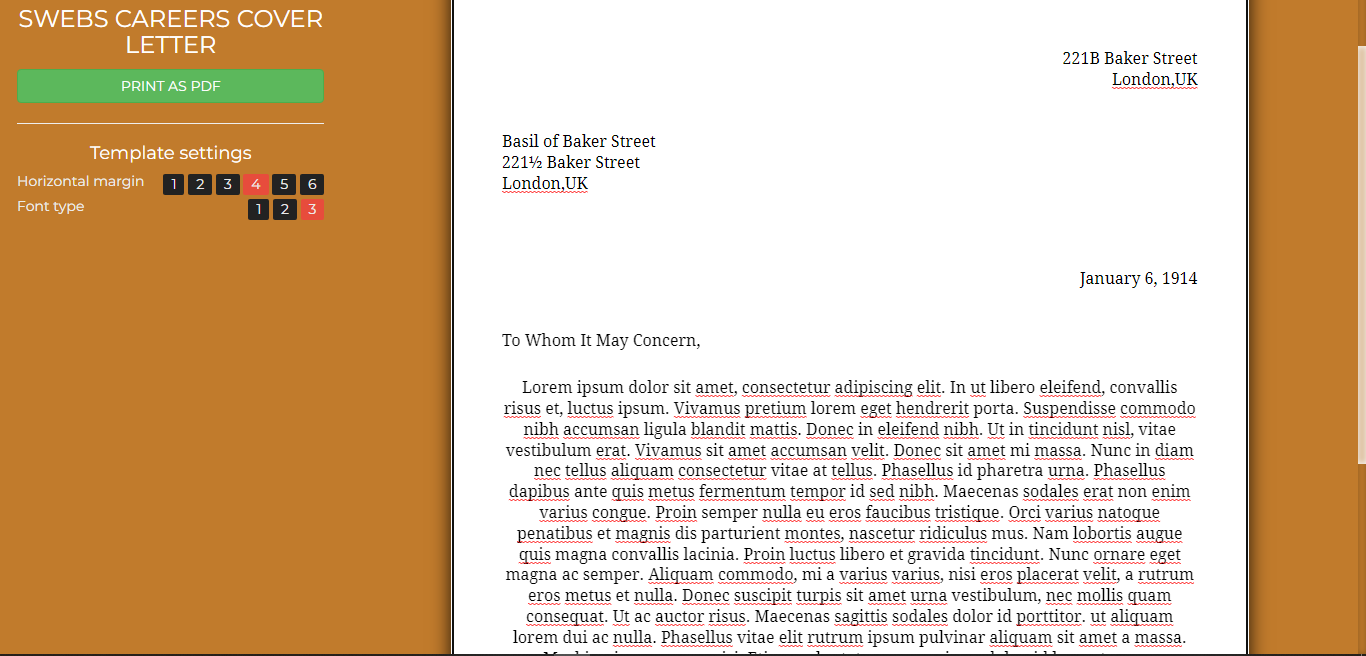 SWEBS CAREERS COVER
LETTER
PRINT AS PDF
Template settings
Horizontal margin 1 2 3 4 5 6
Font type 1 2 3
221B Baker Street
London,UK
Basil of Baker Street
221½ Baker Street
London,UK
January 6, 1914
To Whom It May Concern,
Lorem ipsum dolor sit amet, consectetur adipiscing elit. In ut libero eleifend, convallis
risus et, luctus ipsum. Vivamus pretium lorem eget hendrerit porta. Suspendisse commodo
nibh accumsan ligula blandit mattis. Donec in eleifend nibh. Ut in tincidunt nisl, vitae
vestibulum erat. Vivamus sit amet accumsan velit. Donec sit amet mi massa. Nunc in diam
nec tellus aliquam consectetur vitae at tellus. Phasellus id pharetra urna. Phasellus
dapibus ante quis metus fermentum tempor id sed nibh. Maecenas sodales erat non enim
varius congue. Proin semper nulla eu eros faucibus tristique. Orci varius natoque
penatibus et magnis dis parturient montes, nascetur ridiculus mus. Nam lobortis augue
quis magna convallis lacinia. Proin luctus libero et gravida tincidunt. Nunc ornare eget
magna ac semper. Aliquam commodo, mi a varius varius, nisi eros placerat velit, a rutrum
eros metus et nulla. Donec suscipit turpis sit amet urna vestibulum, nec mollis quam
consequat. Ut ac auctor risus. Maecenas sagittis sodales dolor id porttitor. ut aliquam
lorem dui ac nulla. Phasellus vitae elit rutrum ipsum pulvinar aliquam sit amet a massa.